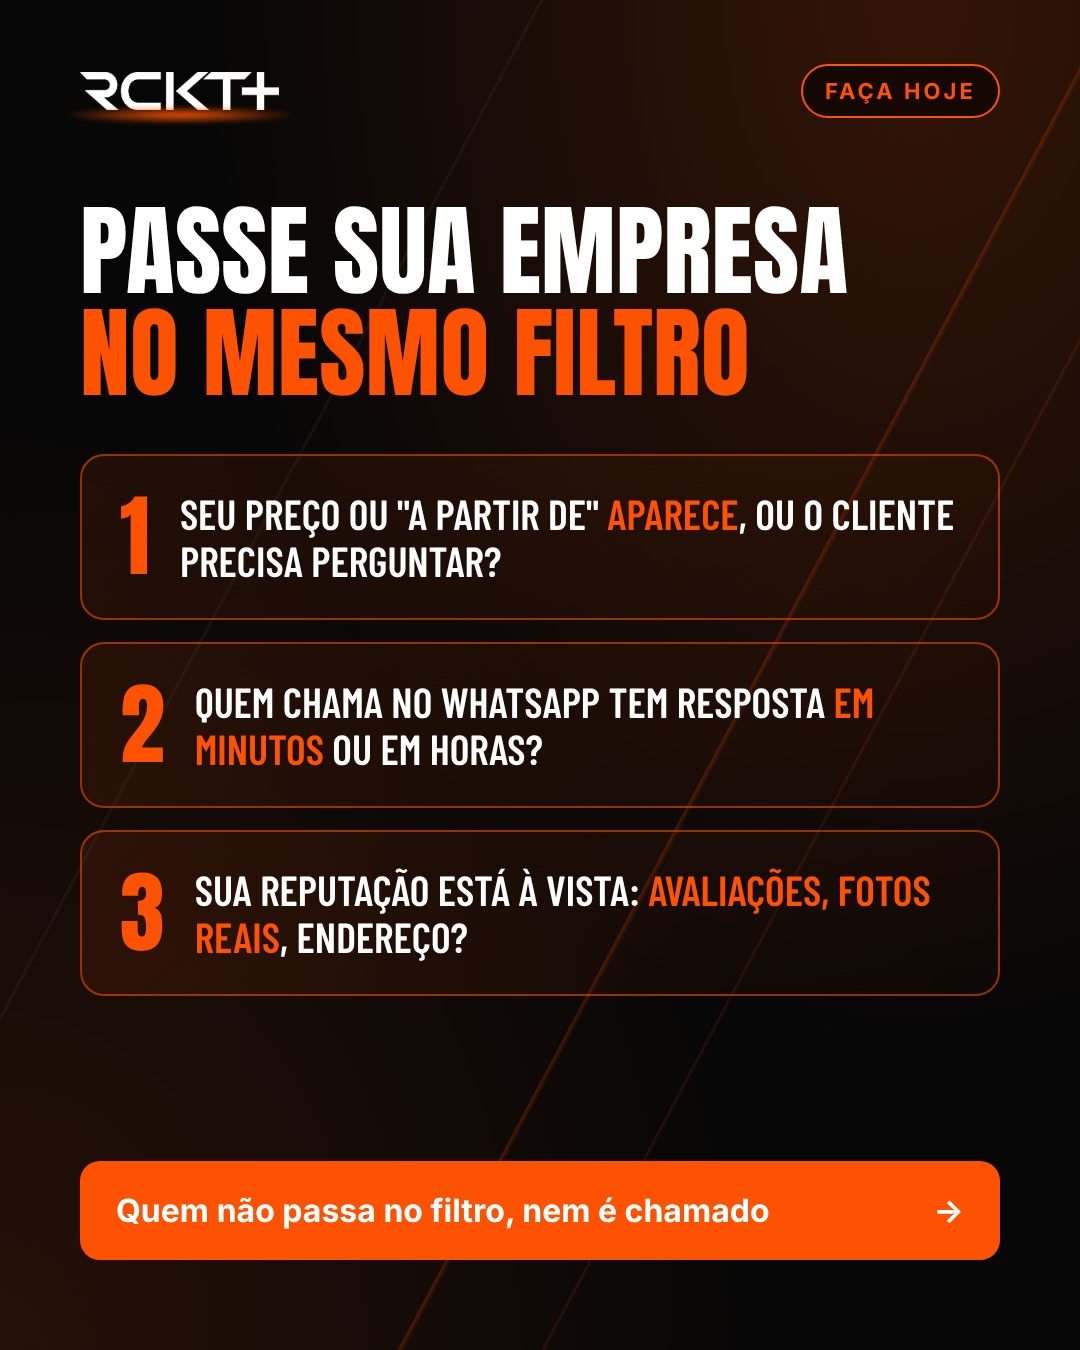 RCKT+
FAÇA HOJE
PASSE SUA EMPRESA
NO MESMO FILTRO
1
SEU PREÇO OU "A PARTIR DE" APARECE, OU O CLIENTE
PRECISA PERGUNTAR?
2
QUEM CHAMA NO WHATSAPP TEM RESPOSTA EM
MINUTOS OU EM HORAS?
3
SUA REPUTAÇÃO ESTÁ À VISTA: AVALIAÇÕES, FOTOS
REAIS, ENDEREÇO?
Quem não passa no filtro, nem é chamado →